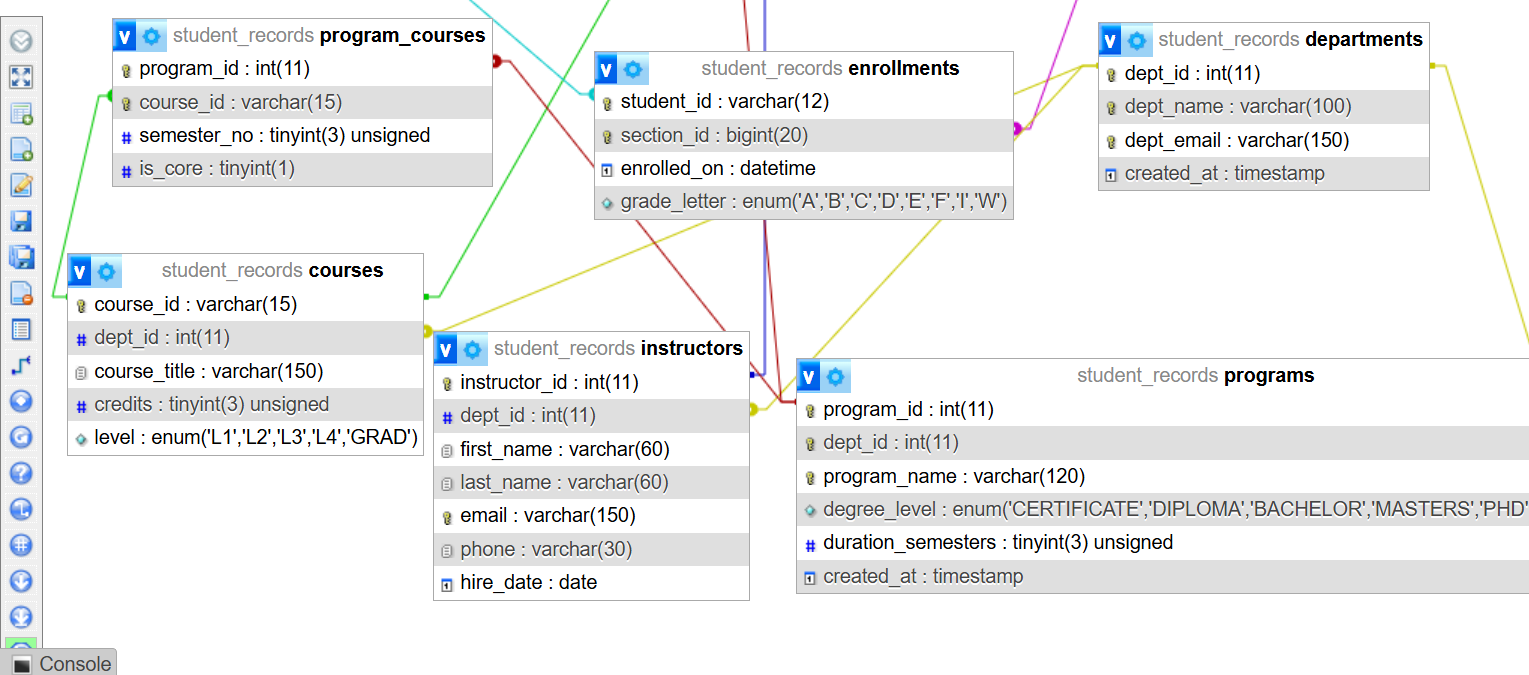 v student_records program_courses
program_id : int(11)
course_id : varchar(15)
# semester_no : tinyint(3) unsigned
# is_core : tinyint(1)
v student_records enrollments
student_id : varchar(12)
section_id : bigint(20)
enrolled_on : datetime
grade_letter : enum('A','B','C','D','E','F','I','W')
v student_records departments
dept_id : int(11)
dept_name : varchar(100)
dept_email : varchar(150)
created_at : timestamp
v student_records courses
course_id : varchar(15)
# dept_id : int(11)
course_title : varchar(150)
# credits : tinyint(3) unsigned
level : enum('L1','L2','L3','L4','GRAD')
v student_records instructors
instructor_id : int(11)
# dept_id : int(11)
first_name : varchar(60)
last_name : varchar(60)
email : varchar(150)
phone : varchar(30)
hire_date : date
v student_records programs
program_id : int(11)
dept_id : int(11)
program_name : varchar(120)
degree_level : enum('CERTIFICATE','DIPLOMA','BACHELOR','MASTERS','PHD'
# duration_semesters : tinyint(3) unsigned
created_at : timestamp
Console